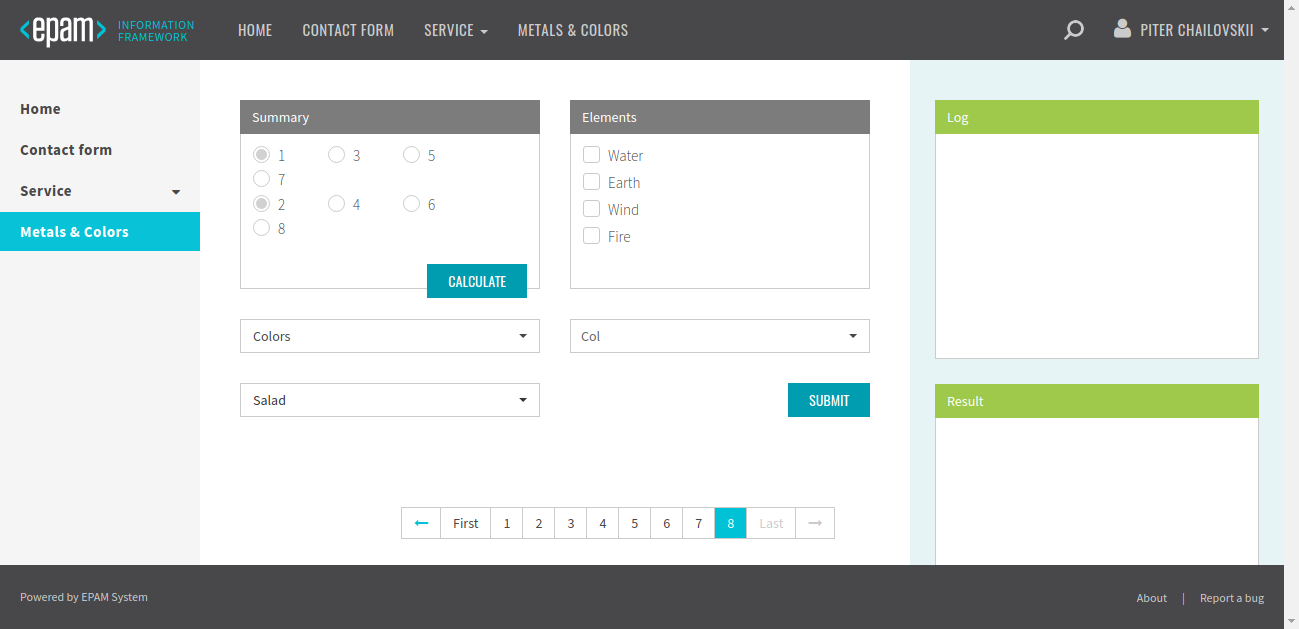 <epam>
INFORMATION
FRAMEWORK
HOME
CONTACT FORM
SERVICE
METALS & COLORS
PITER CHAILOVSKII
Home
Contact form
Service
Metals & Colors
Summary
1 3 5
7
2 4 6
8
CALCULATE
Elements
Water
Earth
Wind
Fire
Colors
Col
Salad
SUBMIT
First 1 2 3 4 5 6 7 8 Last
Log
Result
Powered by EPAM System
About | Report a bug